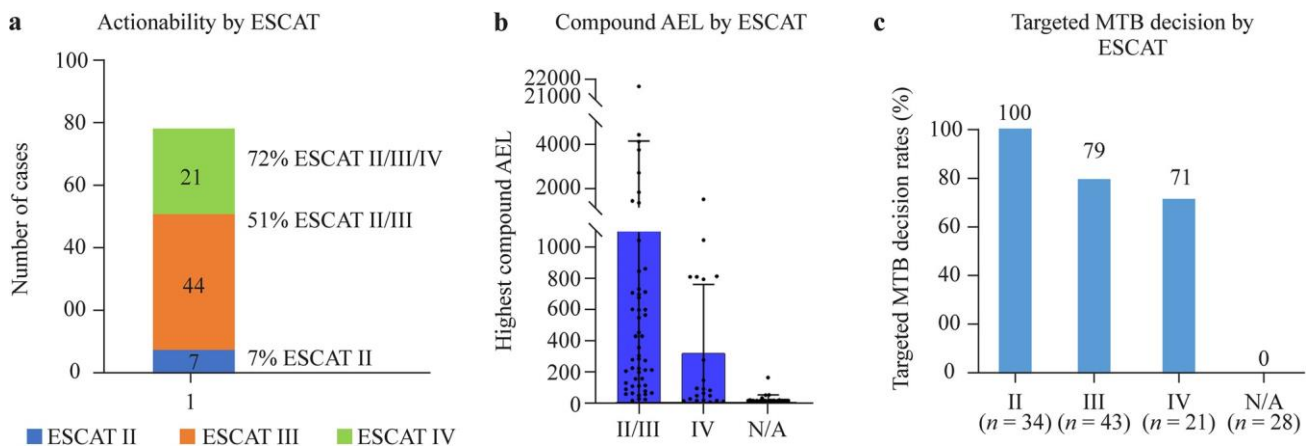 a
Actionability by ESCAT
Number of cases
100
80
60
40
00
0
21
44
7
72% ESCAT II/III/IV
51% ESCAT II/III
7% ESCAT II
1
ESCAT II
ESCAT III
ESCAT IV
b
Compound AEL by ESCAT
Highest compound AEL
22000
21000
4000
2000
1000
800
600
400
200
0
II/III
IV
N/A
c
Targeted MTB decision by
ESCAT
Targeted MTB decision rates (%)
100
80
60
40
00
0
100
79
71
0
II
III
IV
N/A
(n = 34)
(n = 43)
(n = 21)
(n = 28)